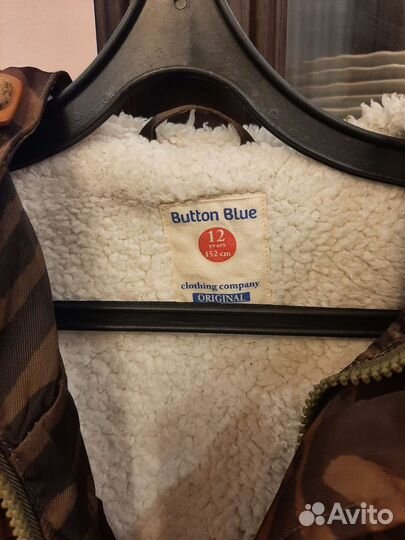 Button Blue
12
years
152 cm
clothing company
ORIGINAL
Avito